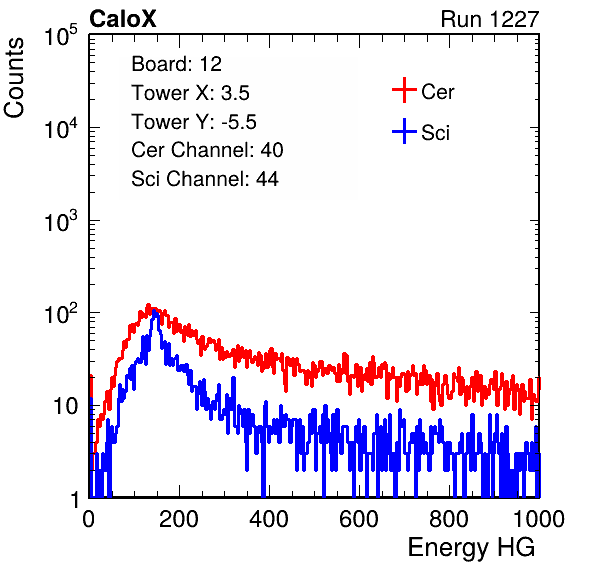 CaloX Run 1227
Counts
10^5
10^4
10^3
10^2
10
1
Board: 12
Tower X: 3.5
Tower Y: -5.5
Cer Channel: 40
Sci Channel: 44
Cer
Sci
0 200 400 600 800 1000
Energy HG